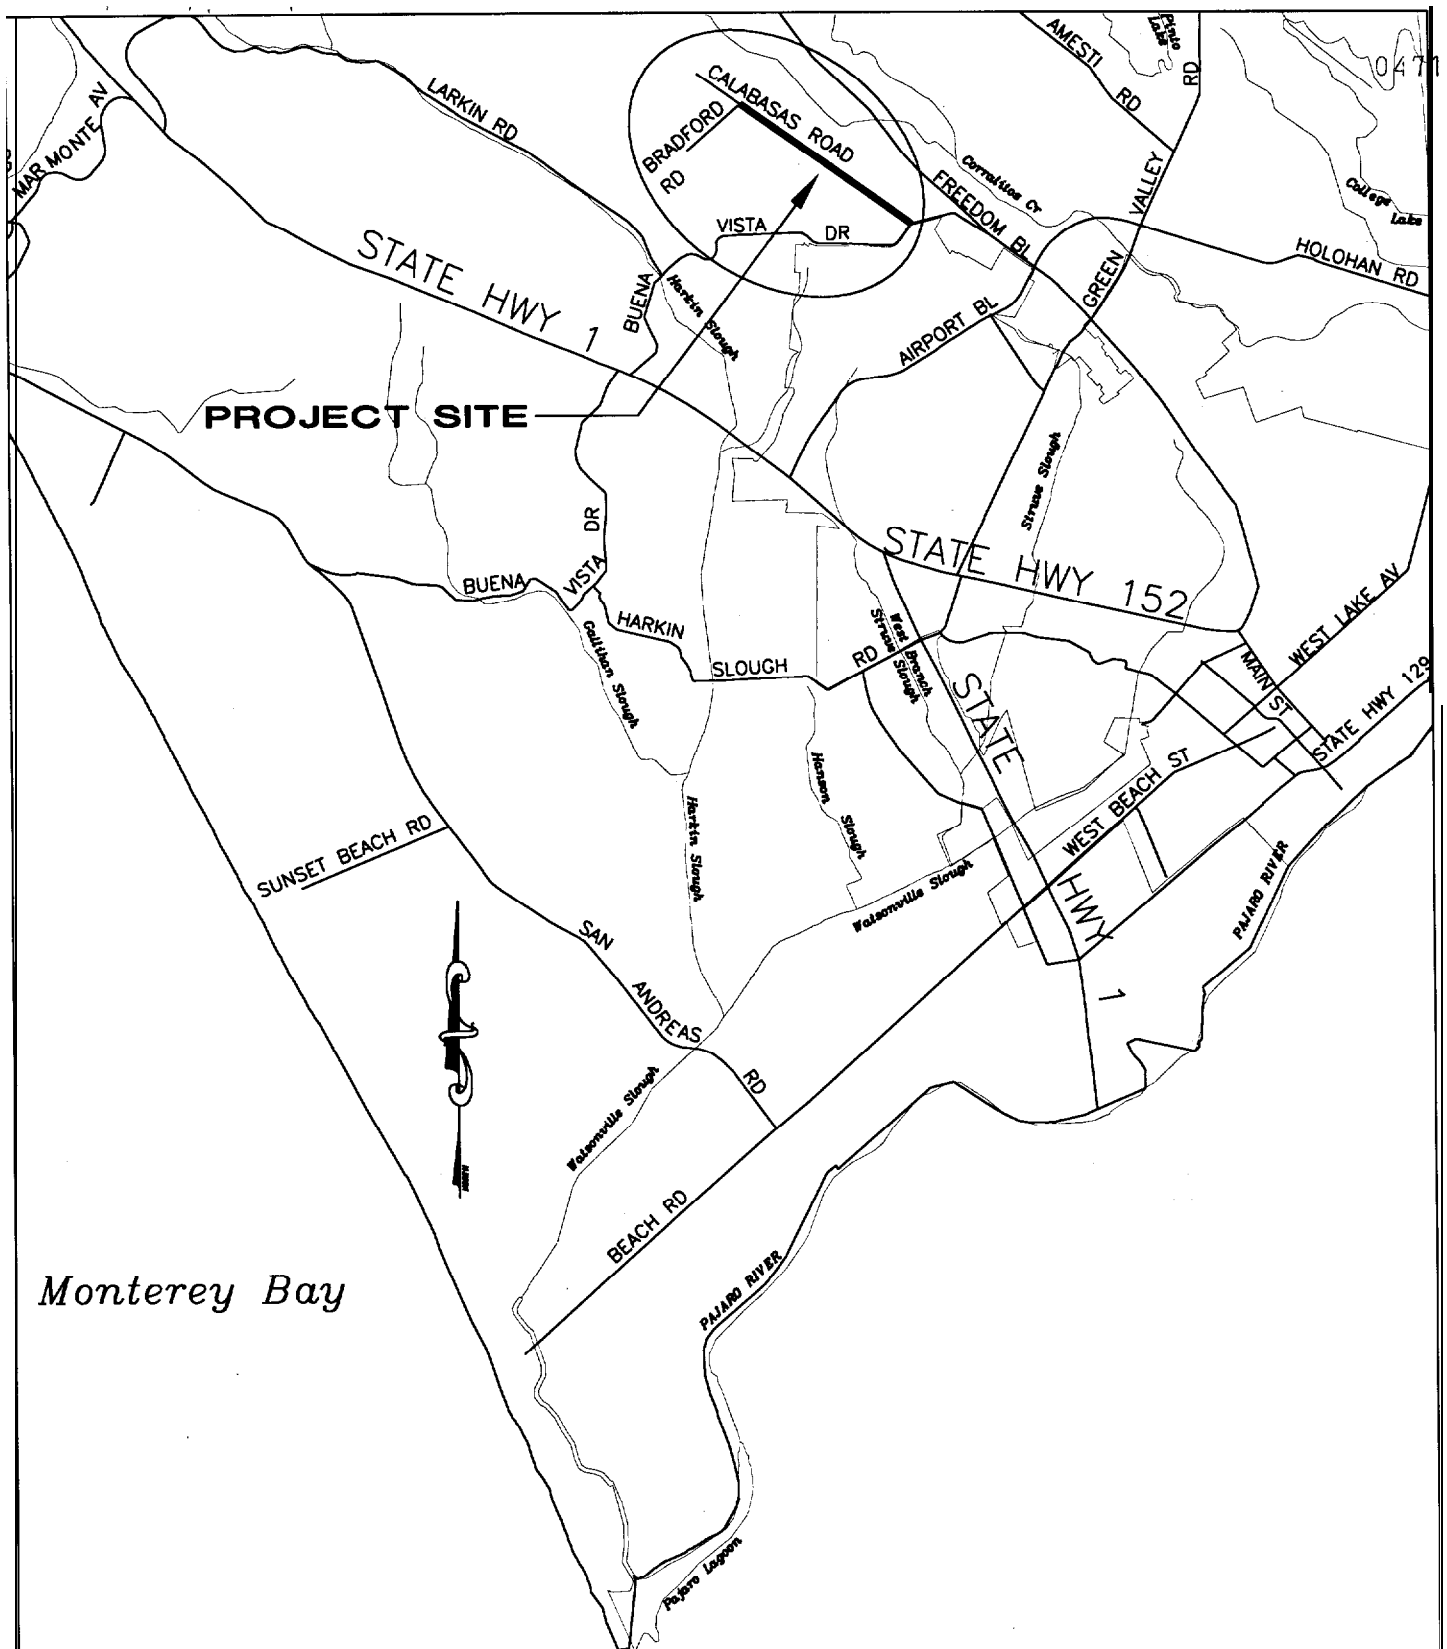 0471
Pinto
Lake
AMESTI
RD
RD
MAR MONTE AV
LARKIN RD
CALABASAS ROAD
BRADFORD
RD
FREEDOM BL
Corralitos Cr
VALLEY
GREEN
College
Lake
HOLOHAN RD
VISTA
DR
BUENA
STATE HWY 1
Harkin Slough
AIRPORT BL
PROJECT SITE
Struve Slough
DR
VISTA
BUENA
STATE HWY 152
WEST LAKE AV
HARKIN
SLOUGH
RD
West Branch
Struve Slough
Gallihan Slough
MAIN ST
STATE HWY 129
STATE
HWY
1
Hanson
Slough
WEST BEACH ST
Harkin Slough
SUNSET BEACH RD
Watsonville Slough
PAJARO RIVER
SAN
ANDREAS
RD
Watsonville Slough
NORTH
BEACH RD
PAJARO RIVER
Monterey Bay
Pajaro Lagoon